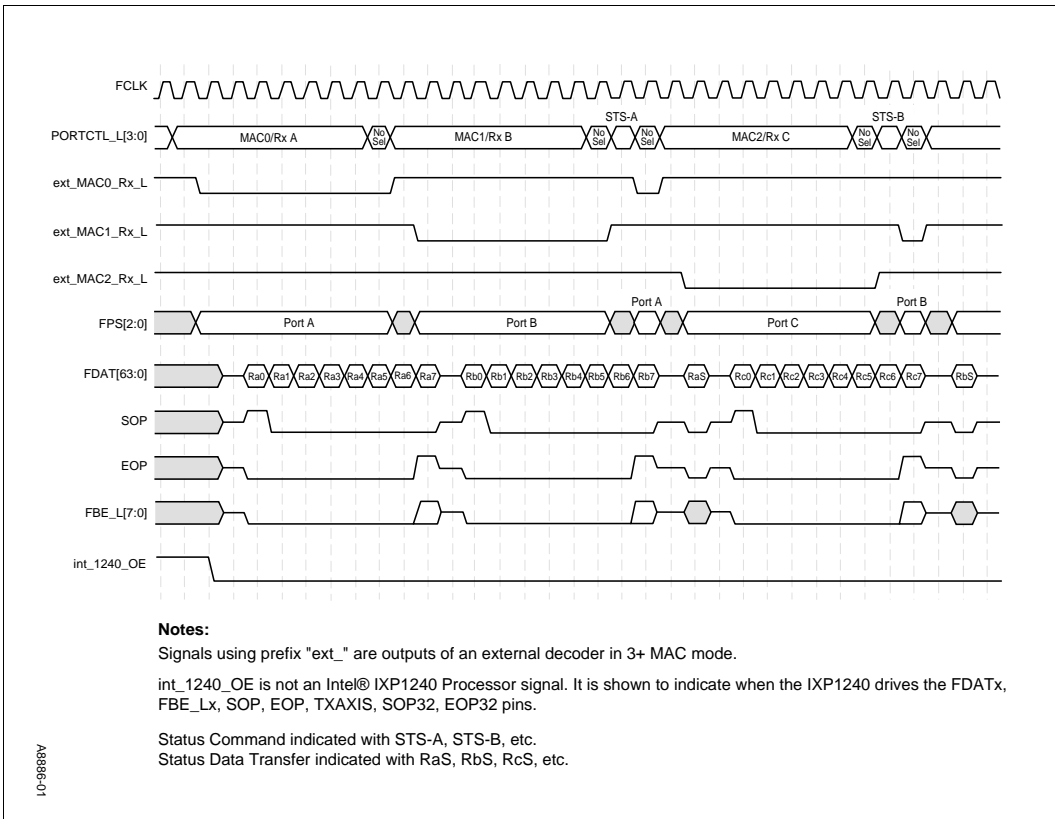 FCLK
STS-A
STS-B
PORTCTL_L[3:0]
MAC0/Rx A
No Sel
MAC1/Rx B
No Sel
No Sel
MAC2/Rx C
No Sel
No Sel
ext_MAC0_Rx_L
ext_MAC1_Rx_L
ext_MAC2_Rx_L
Port A
Port B
FPS[2:0]
Port A
Port B
Port C
FDAT[63:0]
Ra0 Ra1 Ra2 Ra3 Ra4 Ra5 Ra6 Ra7 Rb0 Rb1 Rb2 Rb3 Rb4 Rb5 Rb6 Rb7 RaS Rc0 Rc1 Rc2 Rc3 Rc4 Rc5 Rc6 Rc7 RbS
SOP
EOP
FBE_L[7:0]
int_1240_OE
Notes:
Signals using prefix "ext_" are outputs of an external decoder in 3+ MAC mode.
int_1240_OE is not an Intel® IXP1240 Processor signal. It is shown to indicate when the IXP1240 drives the FDATx,
FBE_Lx, SOP, EOP, TXAXIS, SOP32, EOP32 pins.
Status Command indicated with STS-A, STS-B, etc.
Status Data Transfer indicated with RaS, RbS, RcS, etc.
A8886-01